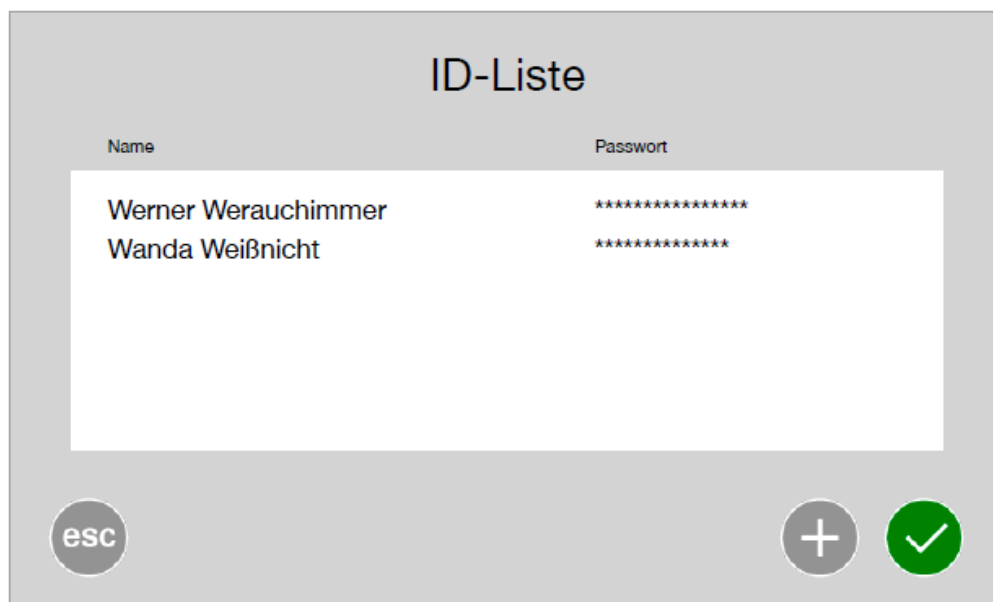 ID-Liste
Name Passwort
Werner Werauchimmer ****************
Wanda Weißnicht **************
esc